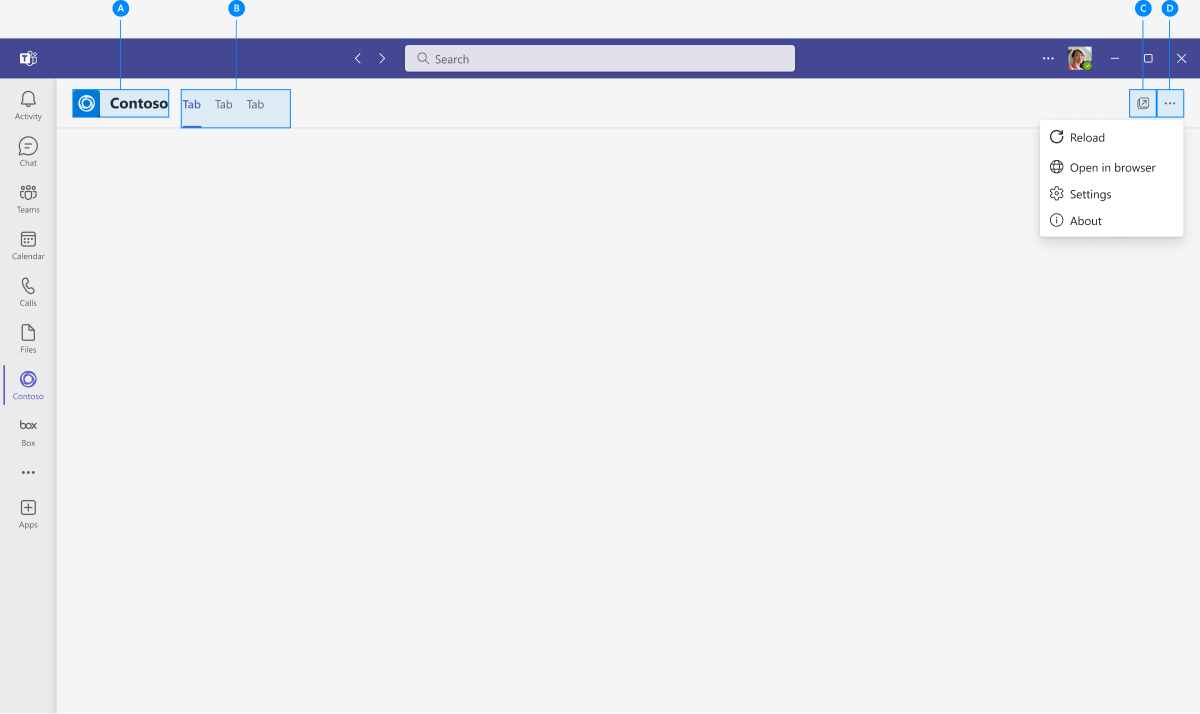 A
B
C
D
Search
Activity
Chat
Teams
Calendar
Calls
Files
Contoso
box
Box
Apps
Contoso
Tab Tab Tab
Reload
Open in browser
Settings
About